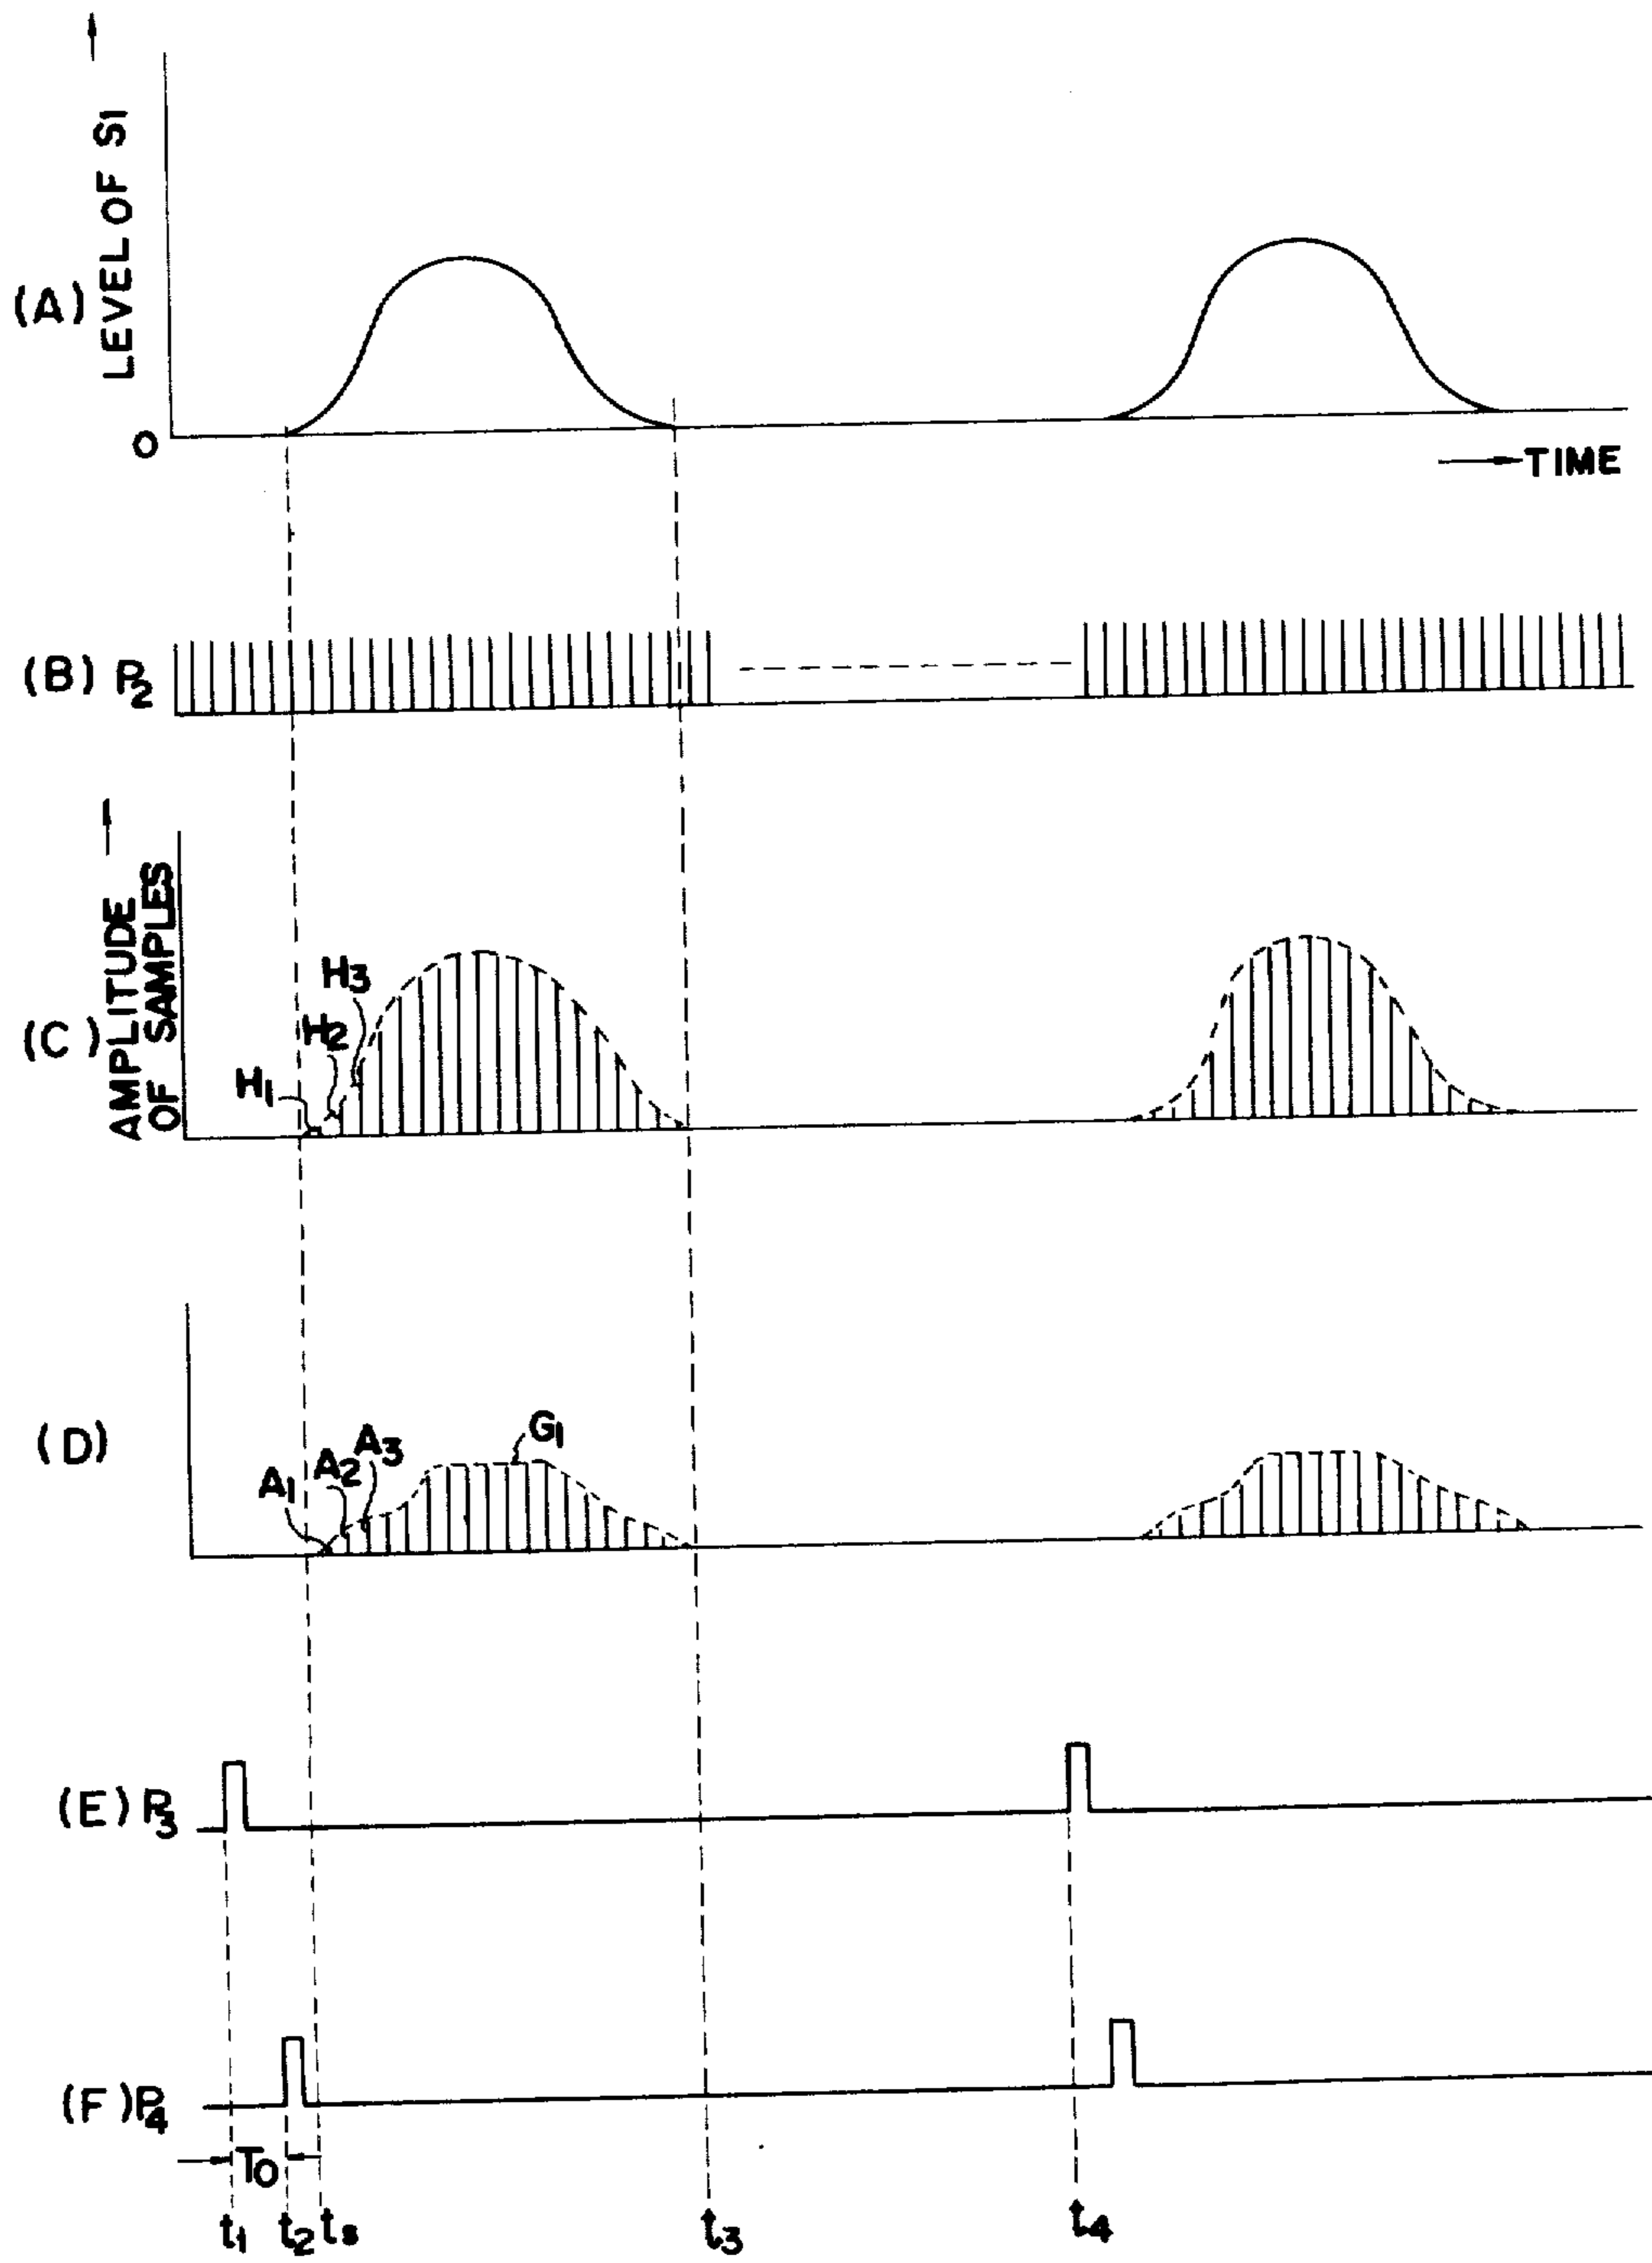 (A)
LEVEL OF S1
0
TIME
(B) P2
(C)
AMPLITUDE
OF SAMPLES
H1
H2
H3
(D)
A1
A2
A3
G1
(E) P3
(F) P4
T0
t1 t2 ts t3 t4